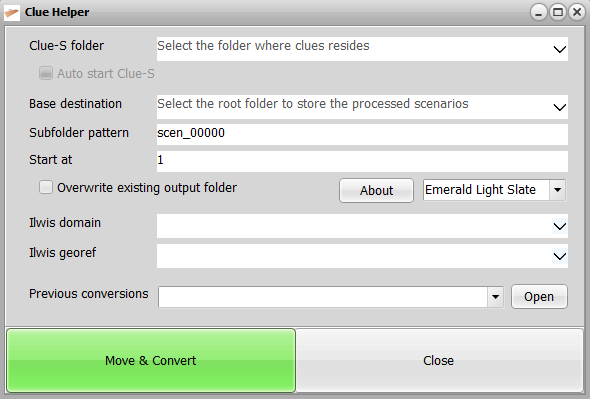 Clue Helper
Clue-S folder Select the folder where clues resides
Auto start Clue-S
Base destination Select the root folder to store the processed scenarios
Subfolder pattern scen_00000
Start at 1
Overwrite existing output folder About Emerald Light Slate
Ilwis domain
Ilwis georef
Previous conversions Open
Move & Convert Close